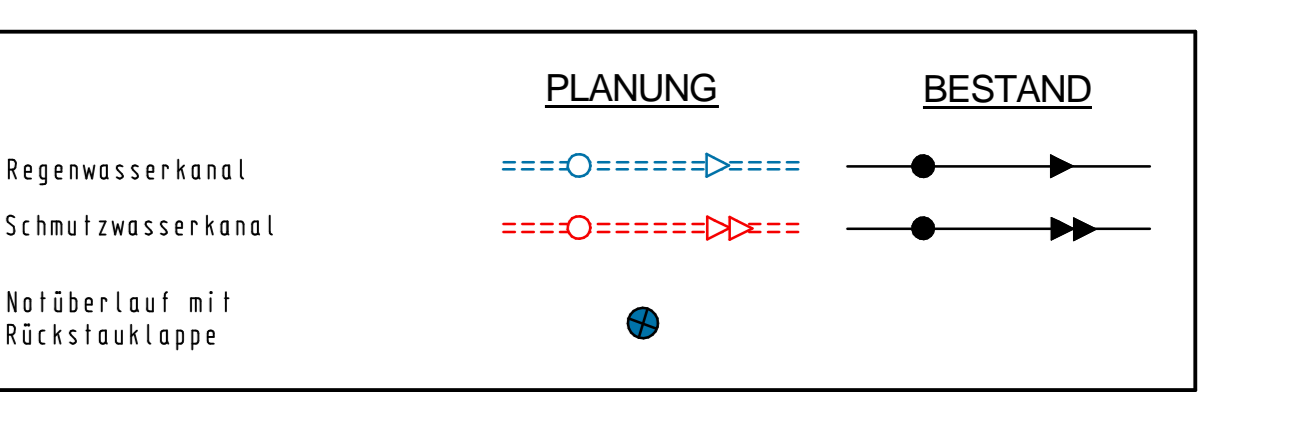 PLANUNG BESTAND
Regenwasserkanal
Schmutzwasserkanal
Notüberlauf mit
Rückstauklappe